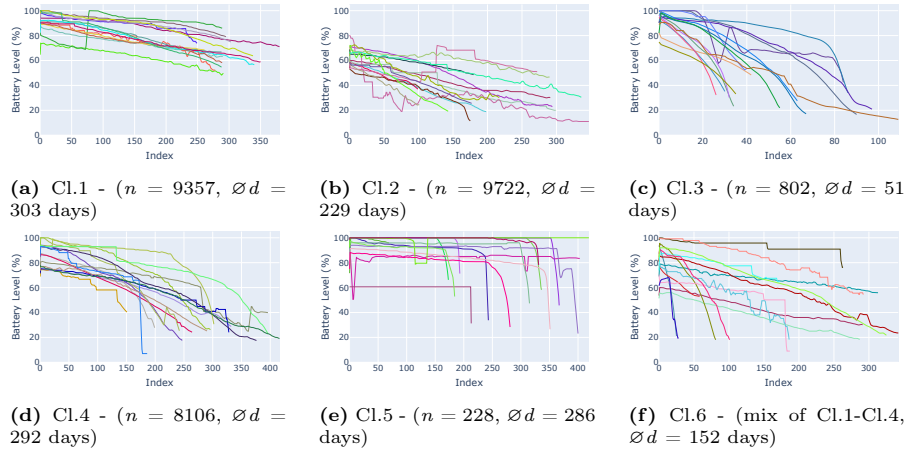 Battery Level (%)
100
80
60
40
20
0
0 50 100 150 200 250 300 350
Index
Battery Level (%)
100
80
60
40
20
0
0 50 100 150 200 250 300
Index
Battery Level (%)
100
80
60
40
20
0
0 20 40 60 80 100
Index
(a) Cl.1 - (n = 9357, ∅d =
303 days)
(b) Cl.2 - (n = 9722, ∅d =
229 days)
(c) Cl.3 - (n = 802, ∅d = 51
days)
Battery Level (%)
100
80
60
40
20
0
0 50 100 150 200 250 300 350 400
Index
Battery Level (%)
100
80
60
40
20
0
0 100 200 300 400
Index
Battery Level (%)
100
80
60
40
20
0
0 50 100 150 200 250 300
Index
(d) Cl.4 - (n = 8106, ∅d =
292 days)
(e) Cl.5 - (n = 228, ∅d = 286
days)
(f) Cl.6 - (mix of Cl.1-Cl.4,
∅d = 152 days)